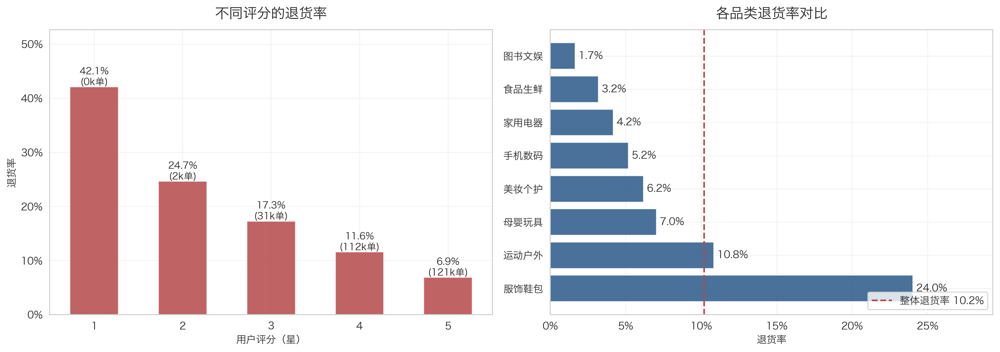 不同评分的退货率
50%
40%
30%
20%
10%
0%
退货率
42.1%
(0k单)
24.7%
(2k单)
17.3%
(31k单)
11.6%
(112k单)
6.9%
(121k单)
1
2
3
4
5
用户评分（星）
各品类退货率对比
图书文娱
1.7%
食品生鲜
3.2%
家用电器
4.2%
手机数码
5.2%
美妆个护
6.2%
母婴玩具
7.0%
运动户外
10.8%
服饰鞋包
24.0%
整体退货率 10.2%
0%
5%
10%
15%
20%
25%
退货率